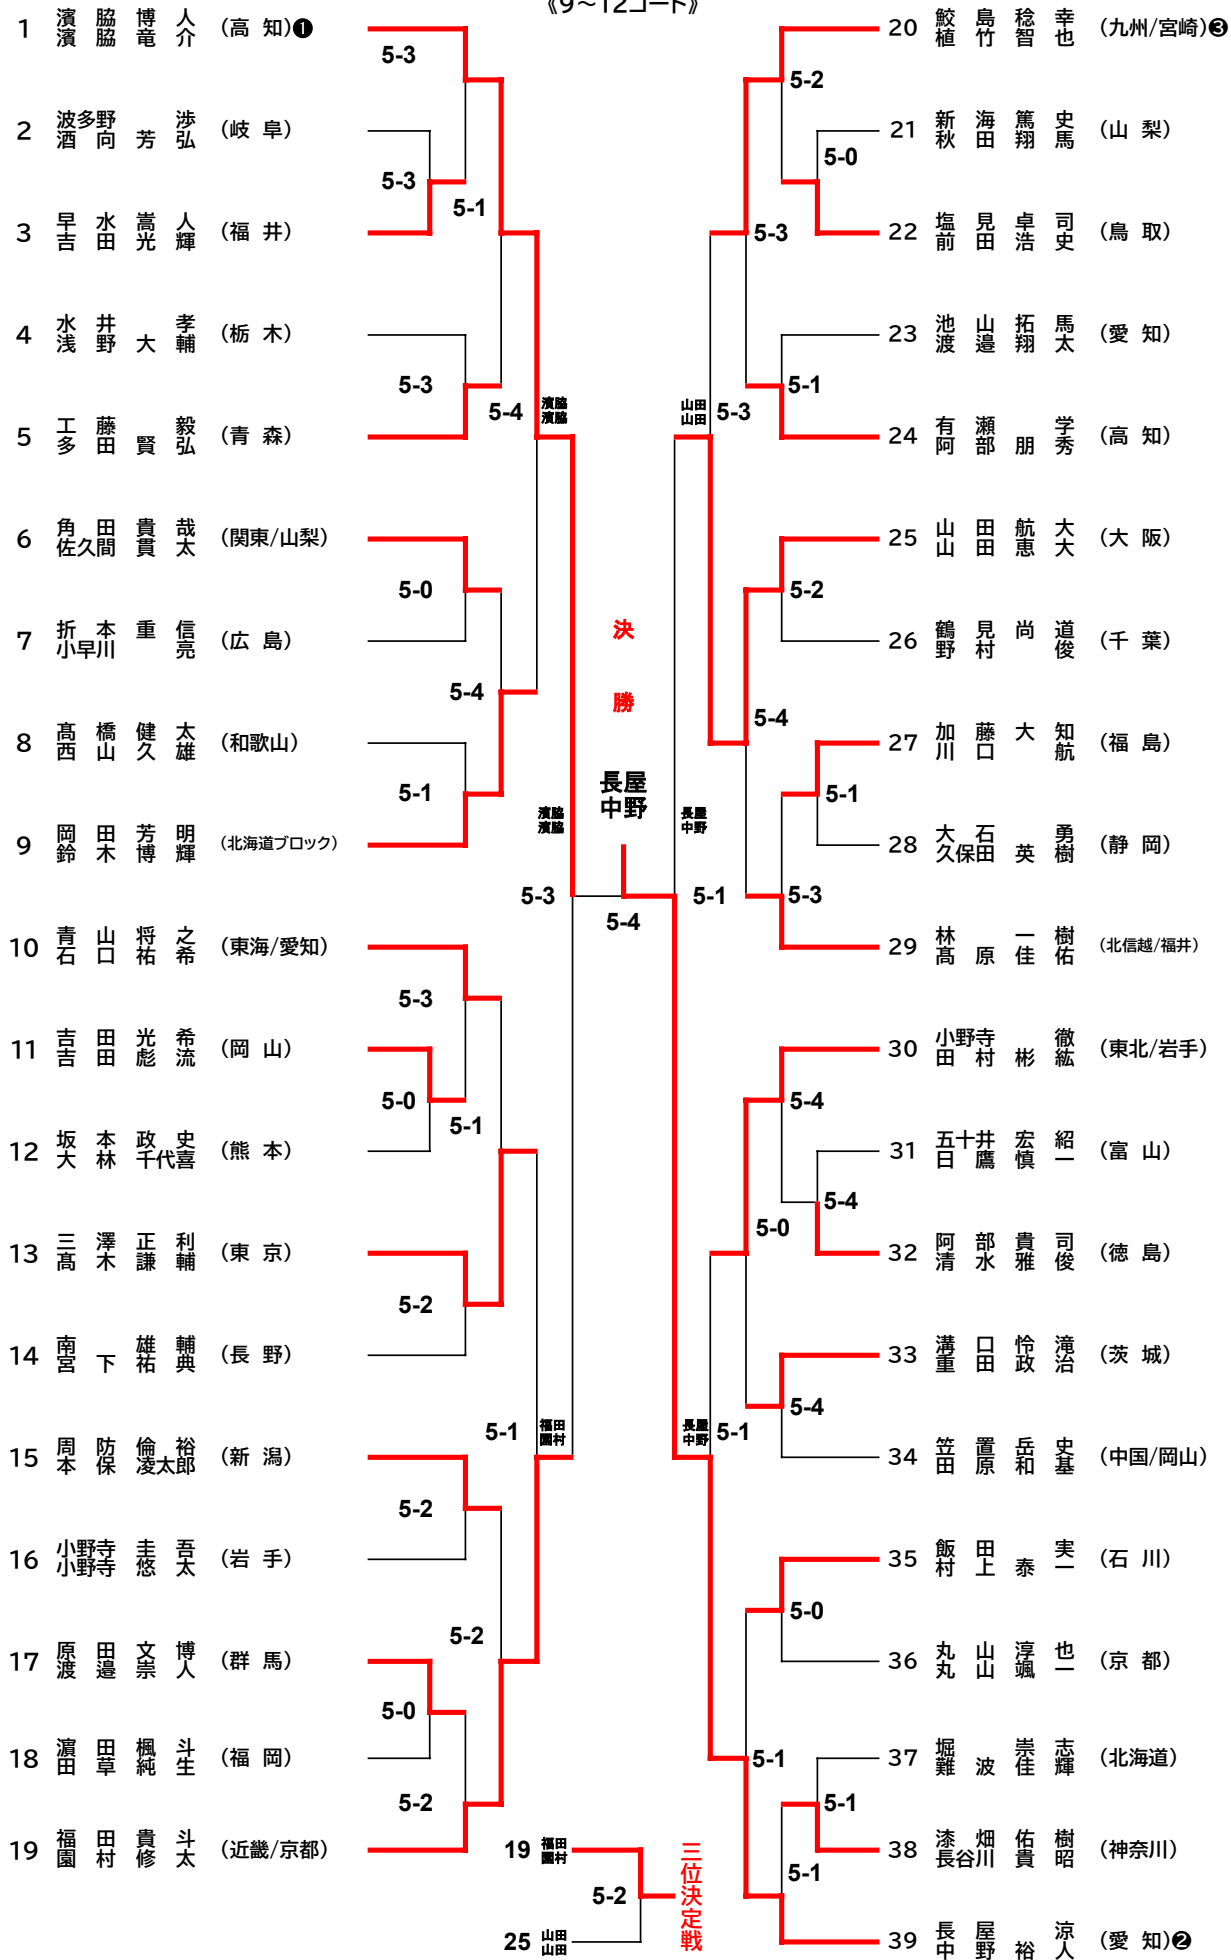 《9～12コート》
1 濱脇博人 濱脇竜介 (高知)❶
2 波多野渉 酒向芳弘 (岐阜)
3 早水嵩人 吉田光輝 (福井)
4 水井孝 浅野大輔 (栃木)
5 工藤毅 多田賢弘 (青森)
6 角田貴哉 佐久間貫太 (関東/山梨)
7 折本重信 小早川亮 (広島)
8 髙橋健太 西山久雄 (和歌山)
9 岡田芳明 鈴木博輝 (北海道ブロック)
10 青山将之 石口祐希 (東海/愛知)
11 吉田光希 吉田彪流 (岡山)
12 坂本政史 大林千代喜 (熊本)
13 三澤正利 髙木謙輔 (東京)
14 南雄輔 宮下祐典 (長野)
15 周防倫裕 本保凌太郎 (新潟)
16 小野寺圭吾 小野寺悠太 (岩手)
17 原田文博 渡邉崇人 (群馬)
18 濵田楓斗 田草純生 (福岡)
19 福田貴斗 園村修太 (近畿/京都)
5-3
5-3
5-1
5-3
5-4
濱脇
濱脇
5-0
5-4
5-1
濱脇
濱脇
5-3
5-3
5-0
5-1
5-2
5-1
福田
園村
5-2
5-2
5-0
5-2
決
勝
長屋
中野
5-4
20 鮫島稔幸 植竹智也 (九州/宮崎)❸
21 新海篤史 秋田翔馬 (山梨)
22 塩見卓司 前田浩史 (鳥取)
23 池山拓馬 渡邉翔太 (愛知)
24 有瀬学 阿部朋秀 (高知)
25 山田航大 山田恵大 (大阪)
26 鶴見尚道 野村俊 (千葉)
27 加藤大知 川口航 (福島)
28 大石勇 久保田英樹 (静岡)
29 林一樹 髙原佳佑 (北信越/福井)
30 小野寺徹 田村彬紘 (東北/岩手)
31 五十井宏紹 日鷹慎一 (富山)
32 阿部貴司 清水雅俊 (徳島)
33 溝口怜滝 重田政治 (茨城)
34 笠置岳史 田原和基 (中国/岡山)
35 飯田実 村上泰一 (石川)
36 丸山淳也 丸山颯一 (京都)
37 堀崇志 難波佳輝 (北海道)
38 漆畑佑樹 長谷川貴昭 (神奈川)
39 長屋涼 中野裕人 (愛知)❷
5-2
5-0
5-3
5-1
山田
山田
5-3
5-2
5-4
5-1
長屋
中野
5-1
5-3
5-4
5-4
5-0
5-4
長屋
中野
5-1
5-0
5-1
5-1
5-1
19 福田
園村
5-2
25 山田
山田
三位決定戦